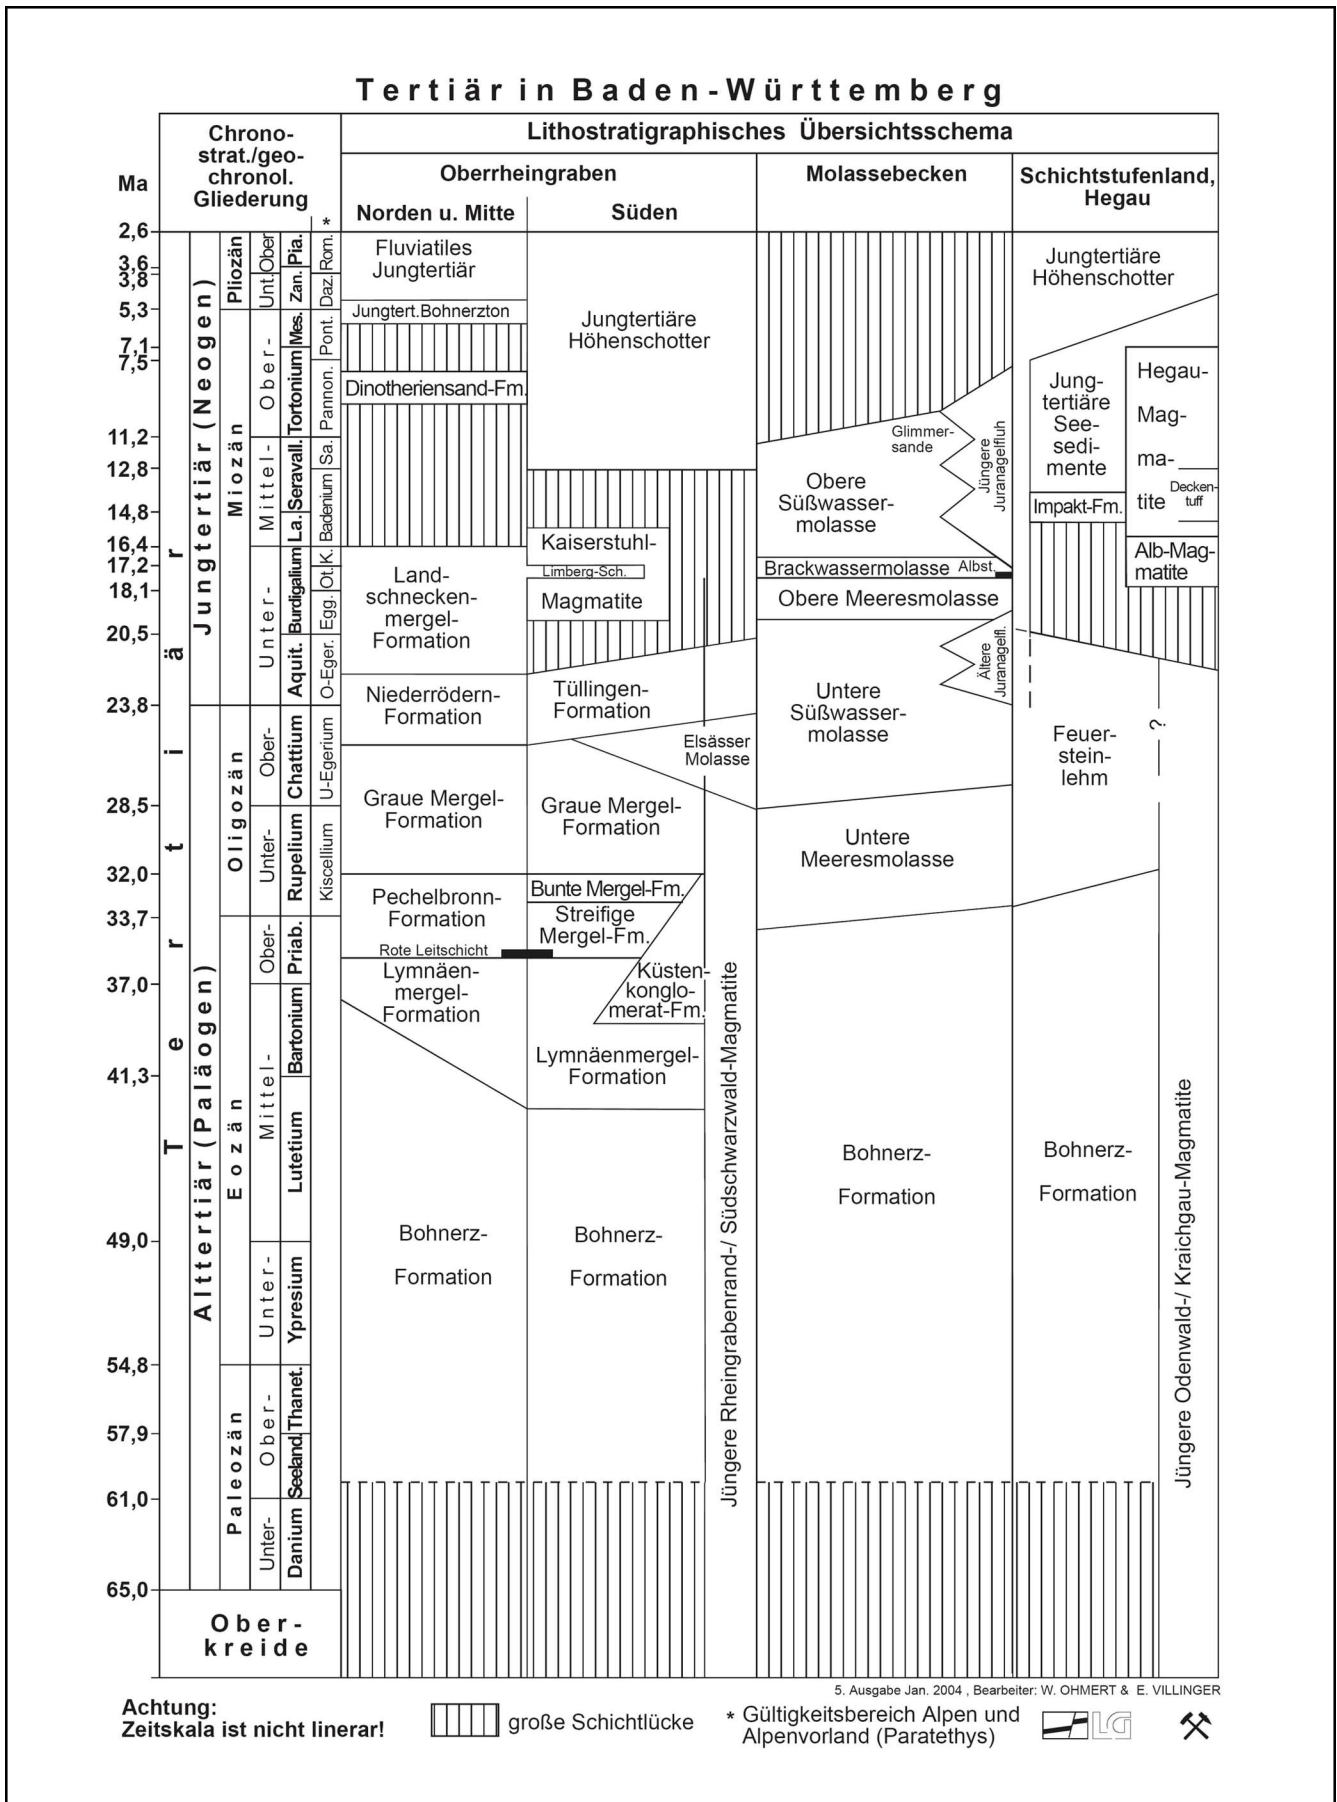 Tertiär in Baden-Württemberg
Chrono-
strat./geo-
chronol.
Gliederung
Lithostratigraphisches Übersichtsschema
Ma
Oberrheingraben
Norden u. Mitte
Süden
Molassebecken
Schichtstufenland,
Hegau
*
2,6
3,6
3,8
5,3
7,1
7,5
11,2
12,8
14,8
16,4
17,2
18,1
20,5
23,8
28,5
32,0
33,7
37,0
41,3
49,0
54,8
57,9
61,0
65,0
Tertiär
Jungtertiär (Neogen)
Alttertiär (Paläogen)
Pliozän
Miozän
Oligozän
Eozän
Paleozän
Ober
Unt.
Ober-
Mittel-
Unter-
Ober-
Unter-
Ober-
Mittel-
Unter-
Ober-
Unter-
Pia.
Zan.
Mes.
Tortonium
Seravall.
La.
Burdigalium
Aquit.
Chattium
Rupelium
Priab.
Bartonium
Lutetium
Ypresium
Thanet.
Seeland.
Danium
Rom.
Daz.
Pont.
Pannon.
Sa.
Badenium
K.
Ot.
Egg.
O-Eger.
U-Egerium
Kiscellium
Ober-
kreide
Fluviatiles
Jungtertiär
Jungtert.Bohnerzton
Dinotheriensand-Fm.
Land-
schnecken-
mergel-
Formation
Niederrödern-
Formation
Graue Mergel-
Formation
Pechelbronn-
Formation
Rote Leitschicht
Lymnäen-
mergel-
Formation
Bohnerz-
Formation
Jungtertiäre
Höhenschotter
Kaiserstuhl-
Limberg-Sch.
Magmatite
Tüllingen-
Formation
Elsässer
Molasse
Graue Mergel-
Formation
Bunte Mergel-Fm.
Streifige
Mergel-Fm.
Küsten-
konglo-
merat-Fm.
Lymnäenmergel-
Formation
Bohnerz-
Formation
Jüngere Rheingrabenrand-/ Südschwarzwald-Magmatite
Glimmer-
sande
Jüngere
Juranagelfluh
Obere
Süßwasser-
molasse
Brackwassermolasse
Albst.
Obere Meeresmolasse
Ältere
Juranagelfl.
Untere
Süßwasser-
molasse
Untere
Meeresmolasse
Bohnerz-
Formation
Jungtertiäre
Höhenschotter
Jung-
tertiäre
See-
sedi-
mente
Impakt-Fm.
Hegau-
Mag-
ma-
tite
Decken-
tuff
Alb-Mag-
matite
Feuer-
stein-
lehm
?
Bohnerz-
Formation
Jüngere Odenwald-/ Kraichgau-Magmatite
5. Ausgabe Jan. 2004 , Bearbeiter: W. OHMERT & E. VILLINGER
Achtung:
Zeitskala ist nicht linerar!
große Schichtlücke
* Gültigkeitsbereich Alpen und
Alpenvorland (Paratethys)
LG